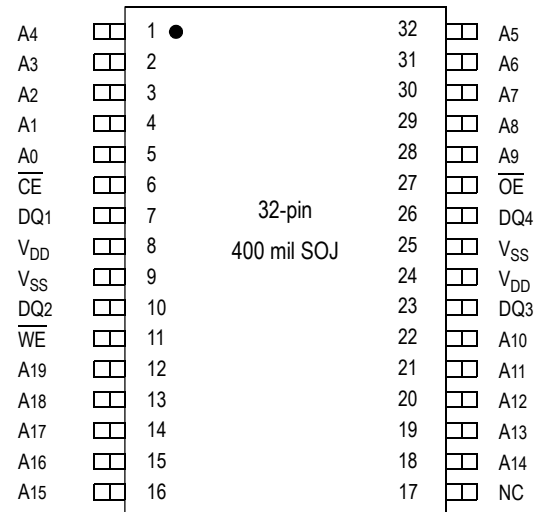 A4 1 32 A5
A3 2 31 A6
A2 3 30 A7
A1 4 29 A8
A0 5 28 A9
CE 6 27 OE
DQ1 7 32-pin 26 DQ4
VDD 8 400 mil SOJ 25 VSS
VSS 9 24 VDD
DQ2 10 23 DQ3
WE 11 22 A10
A19 12 21 A11
A18 13 20 A12
A17 14 19 A13
A16 15 18 A14
A15 16 17 NC